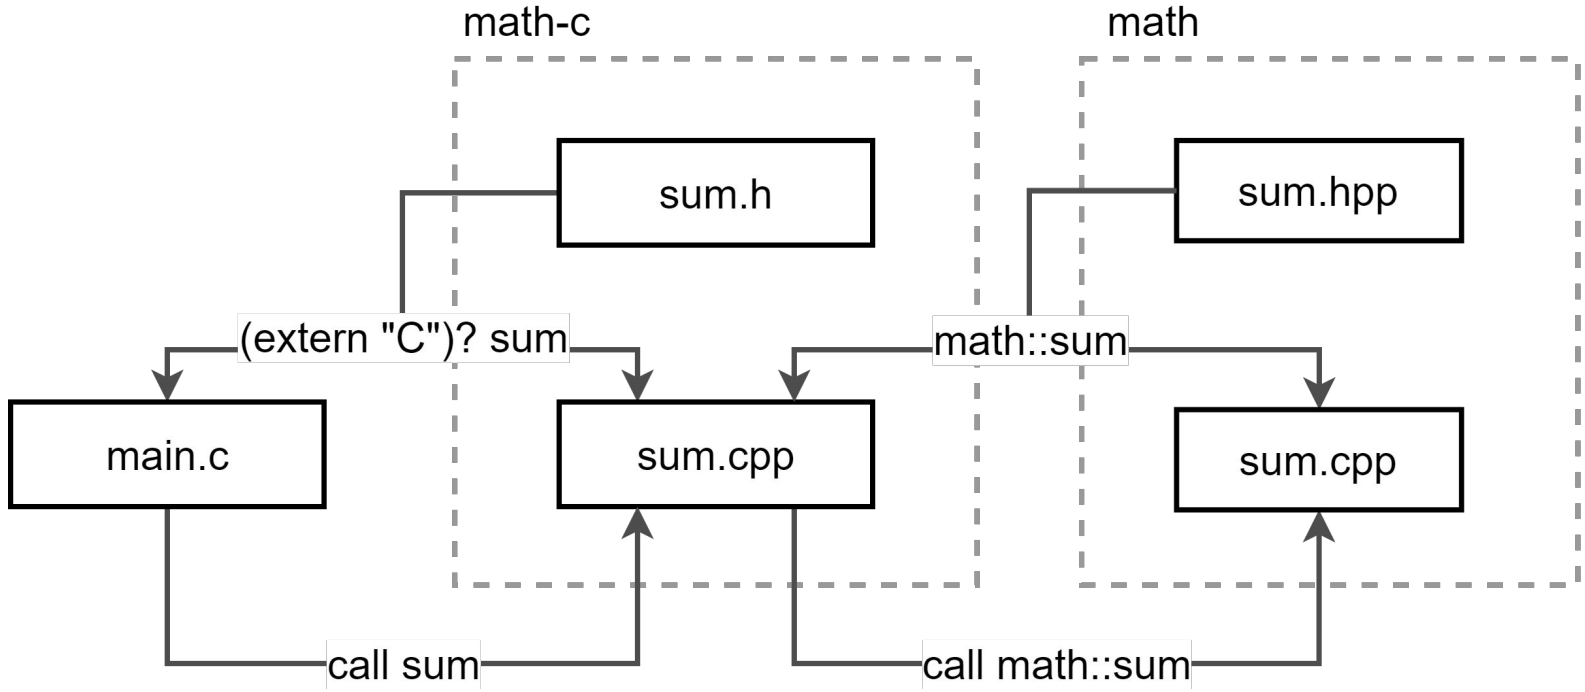 math-c
math
sum.h
sum.hpp
(extern "C")? sum
math::sum
main.c
sum.cpp
sum.cpp
call sum
call math::sum